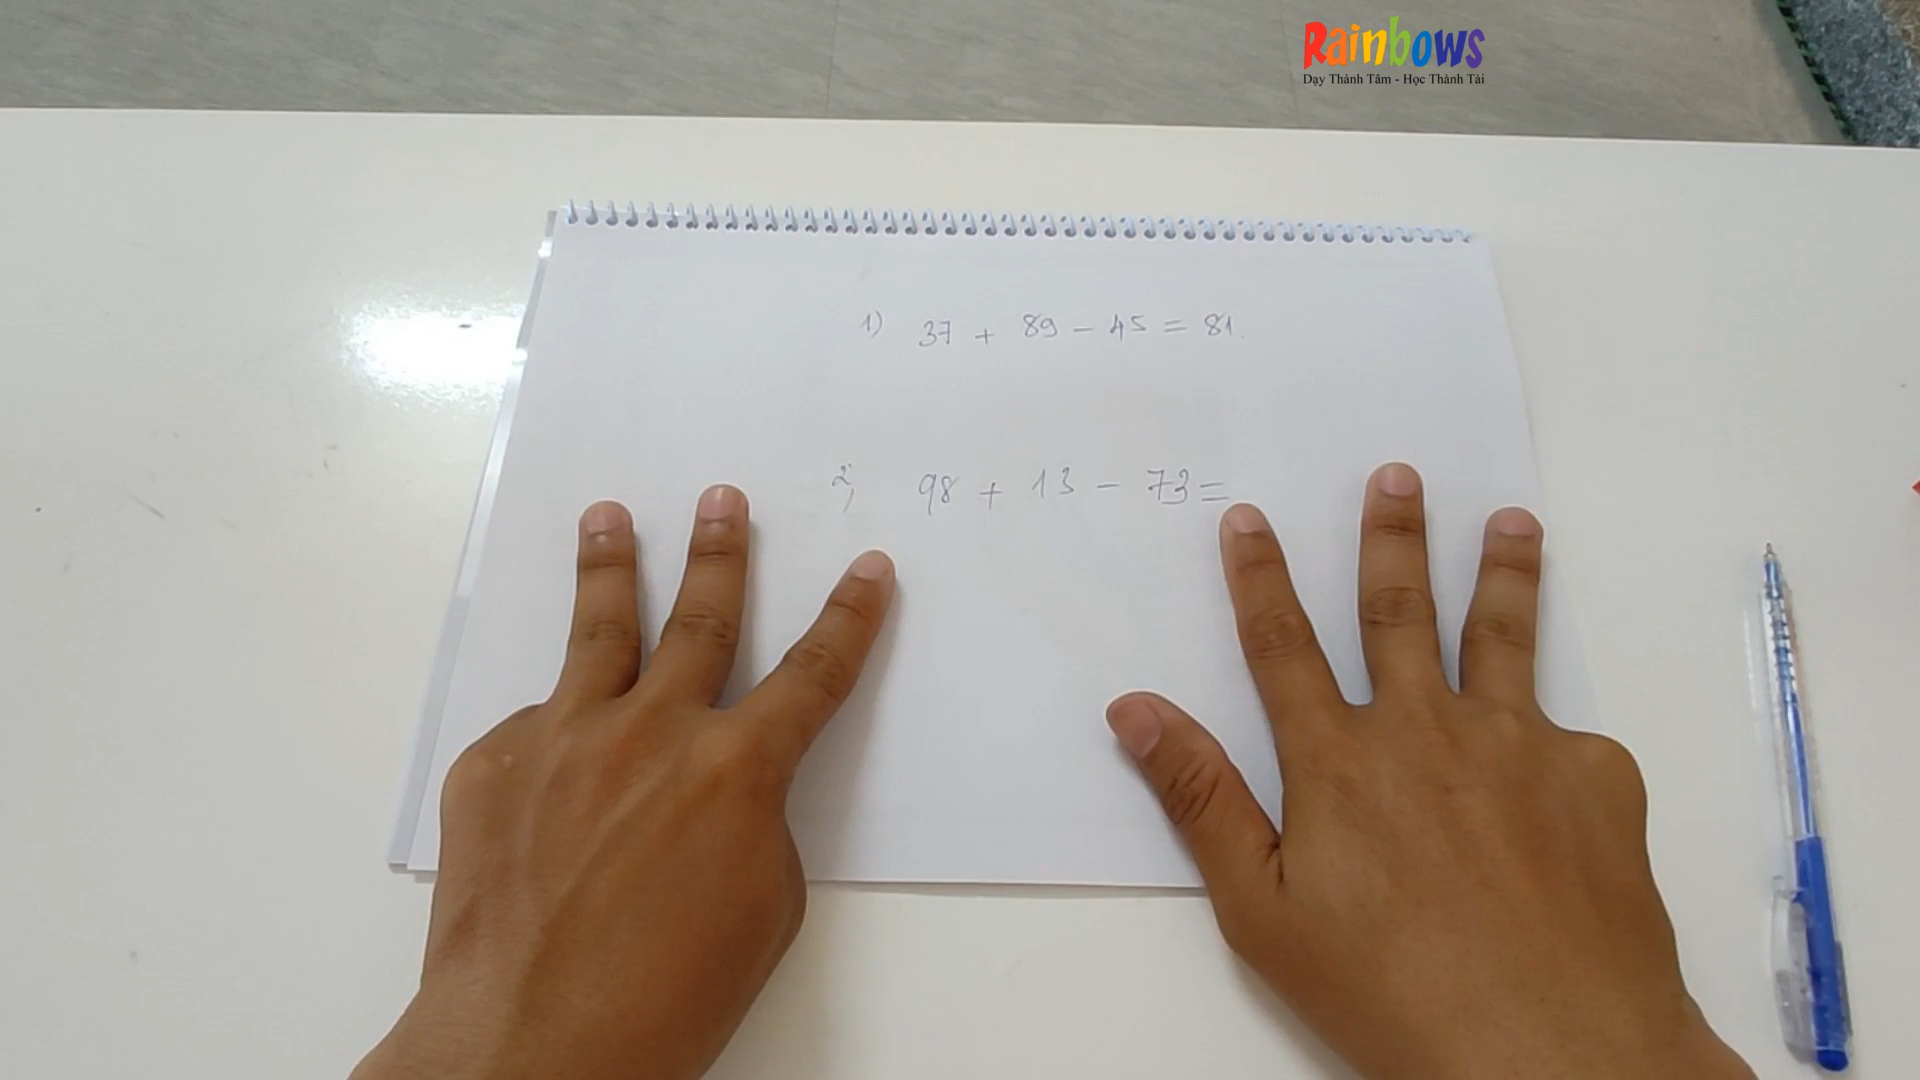 Rainbows
Dạy Thành Tâm - Học Thành Tài
1) 37 + 89 - 45 = 81.
2, 98 + 13 - 73 =